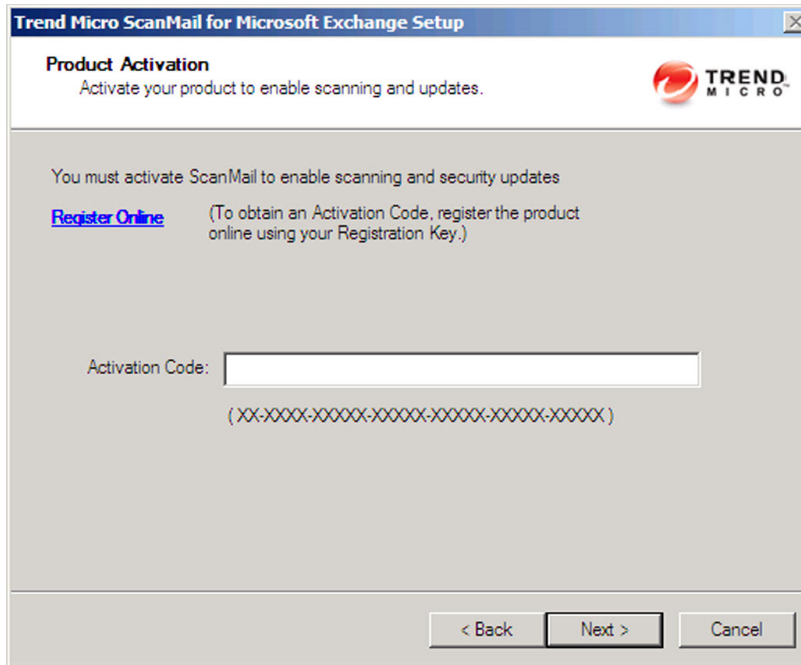 Trend Micro ScanMail for Microsoft Exchange Setup
Product Activation
Activate your product to enable scanning and updates.
TREND
MICRO™
You must activate ScanMail to enable scanning and security updates
Register Online
(To obtain an Activation Code, register the product
online using your Registration Key.)
Activation Code:
( XX-XXXX-XXXXX-XXXXX-XXXXX-XXXXX-XXXXX )
< Back
Next >
Cancel